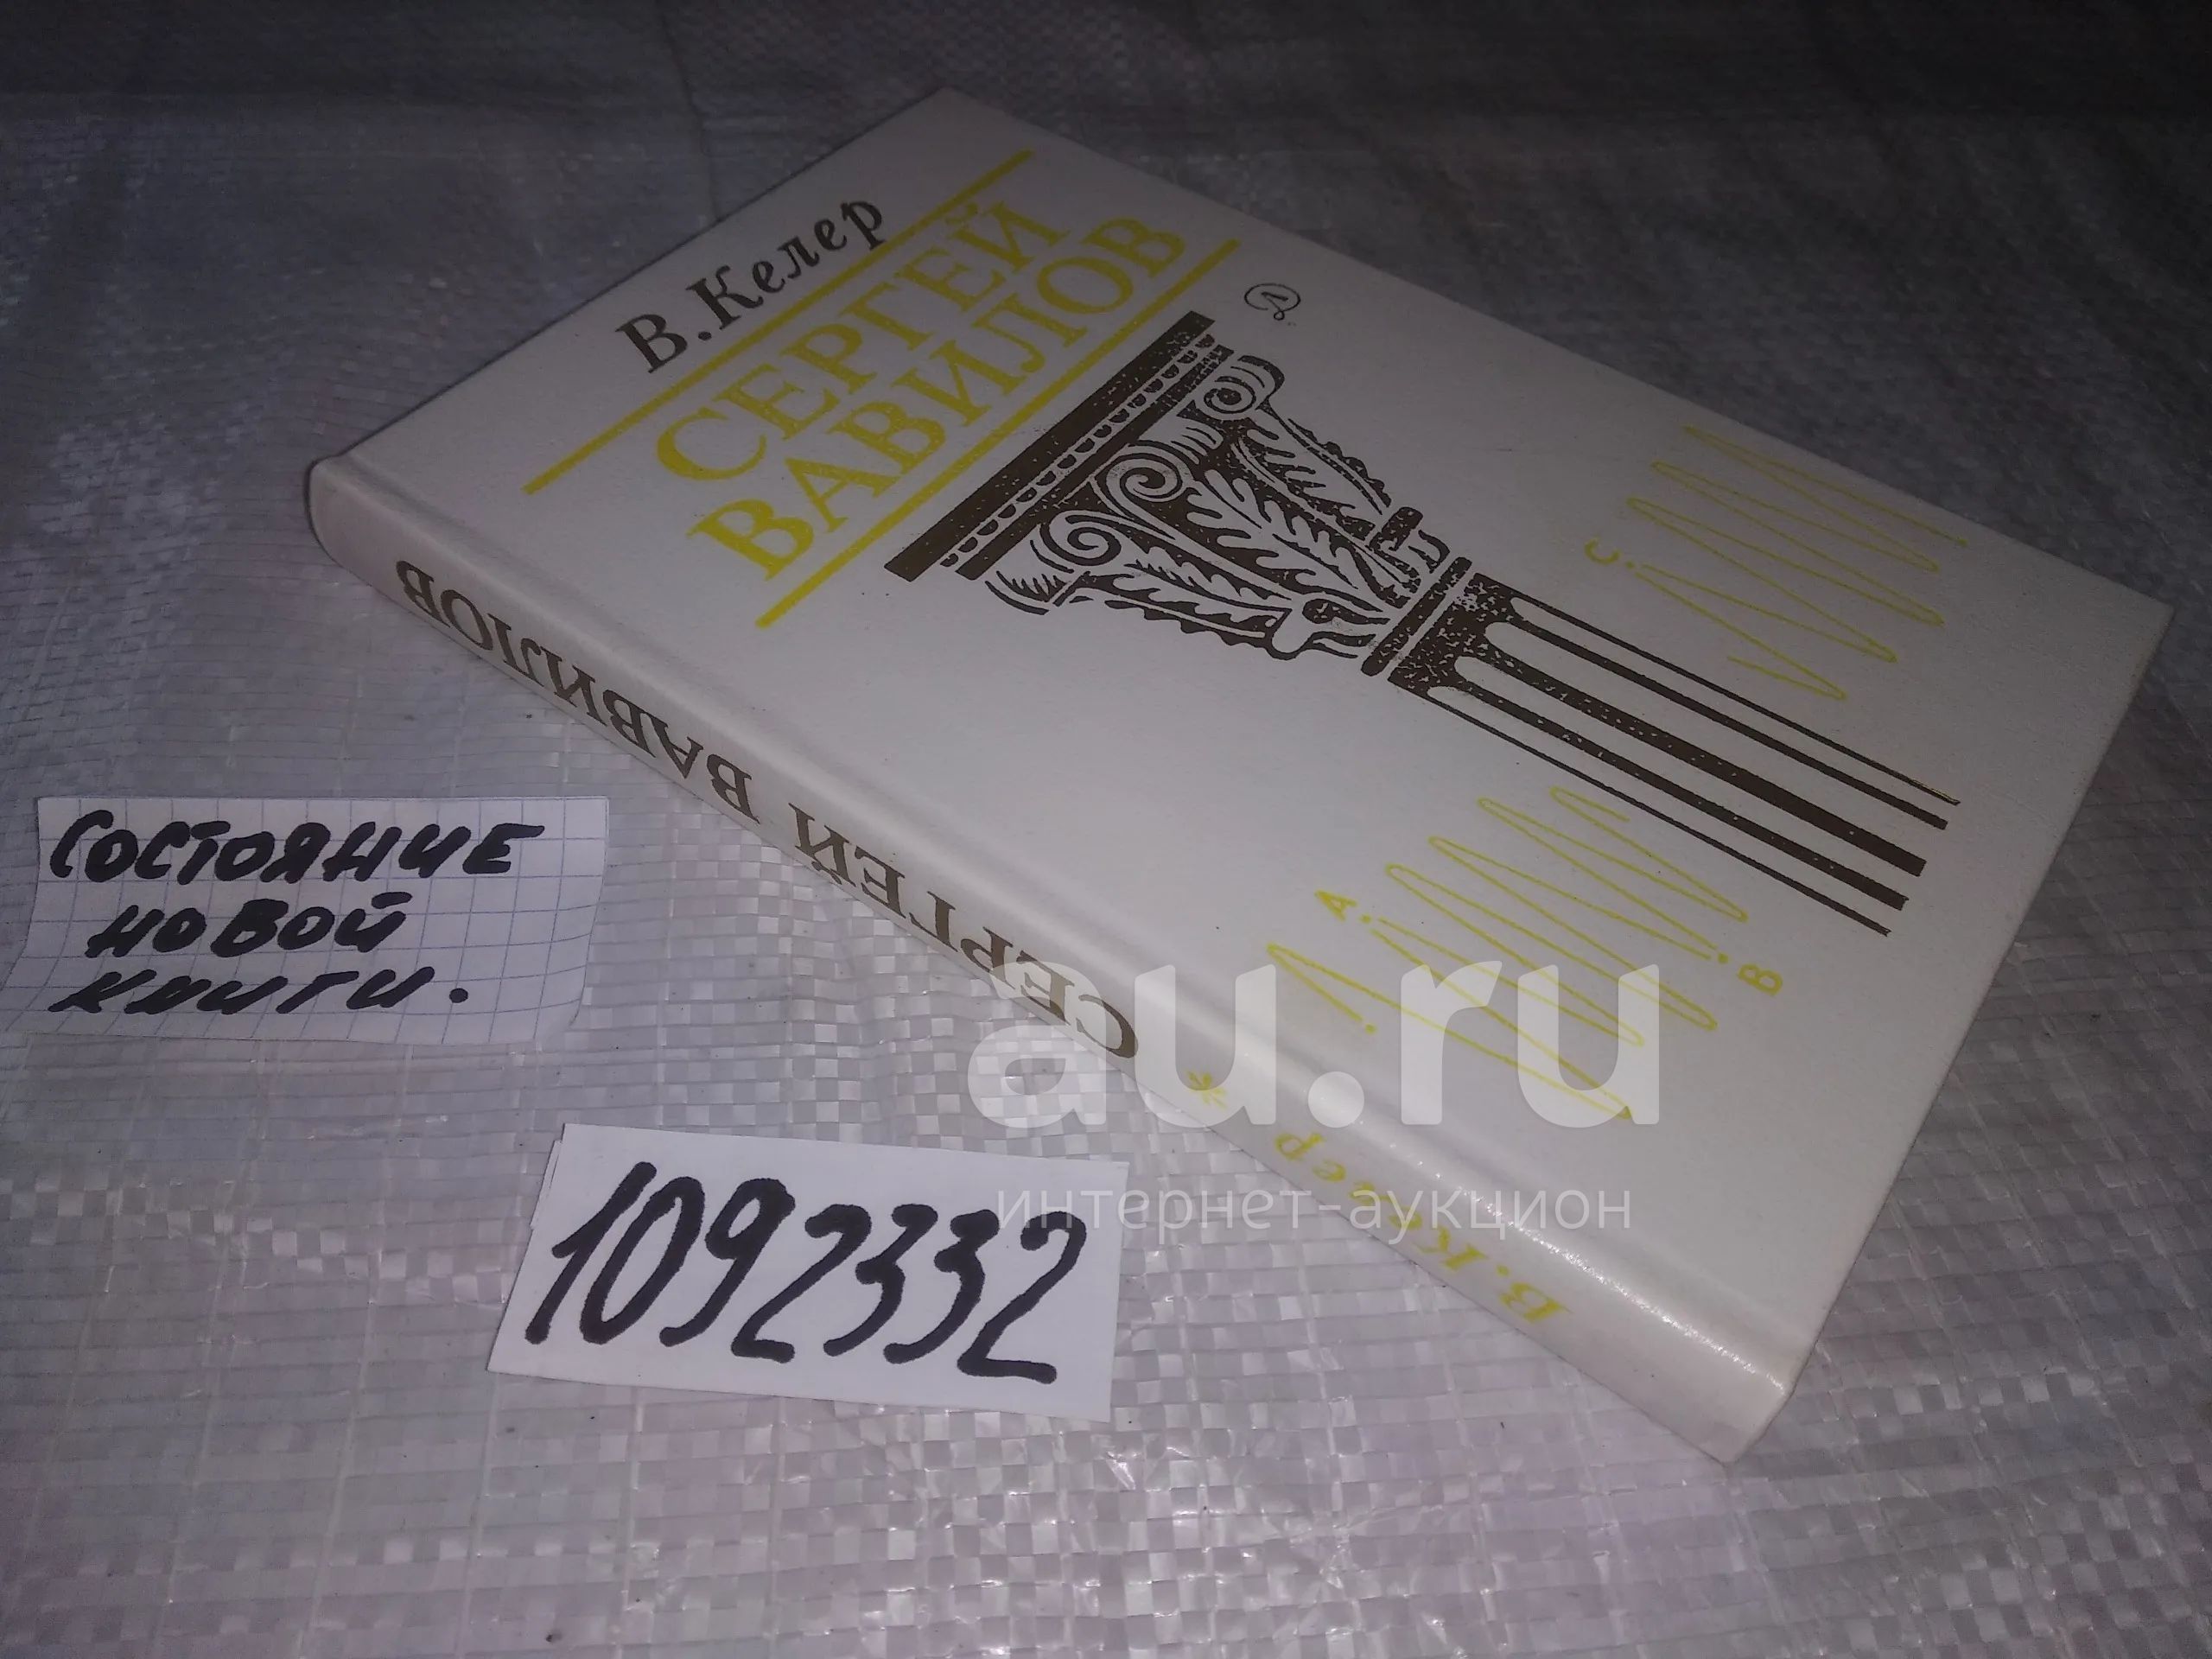 В.Келер
СЕРГЕЙ
ВАВИЛОВ
С
А
В
В.Келер * СЕРГЕЙ ВАВИЛОВ
СОСТОЯНИЕ
НОВОЙ
КНИГИ.
1092332
au.ru
интернет-аукцион